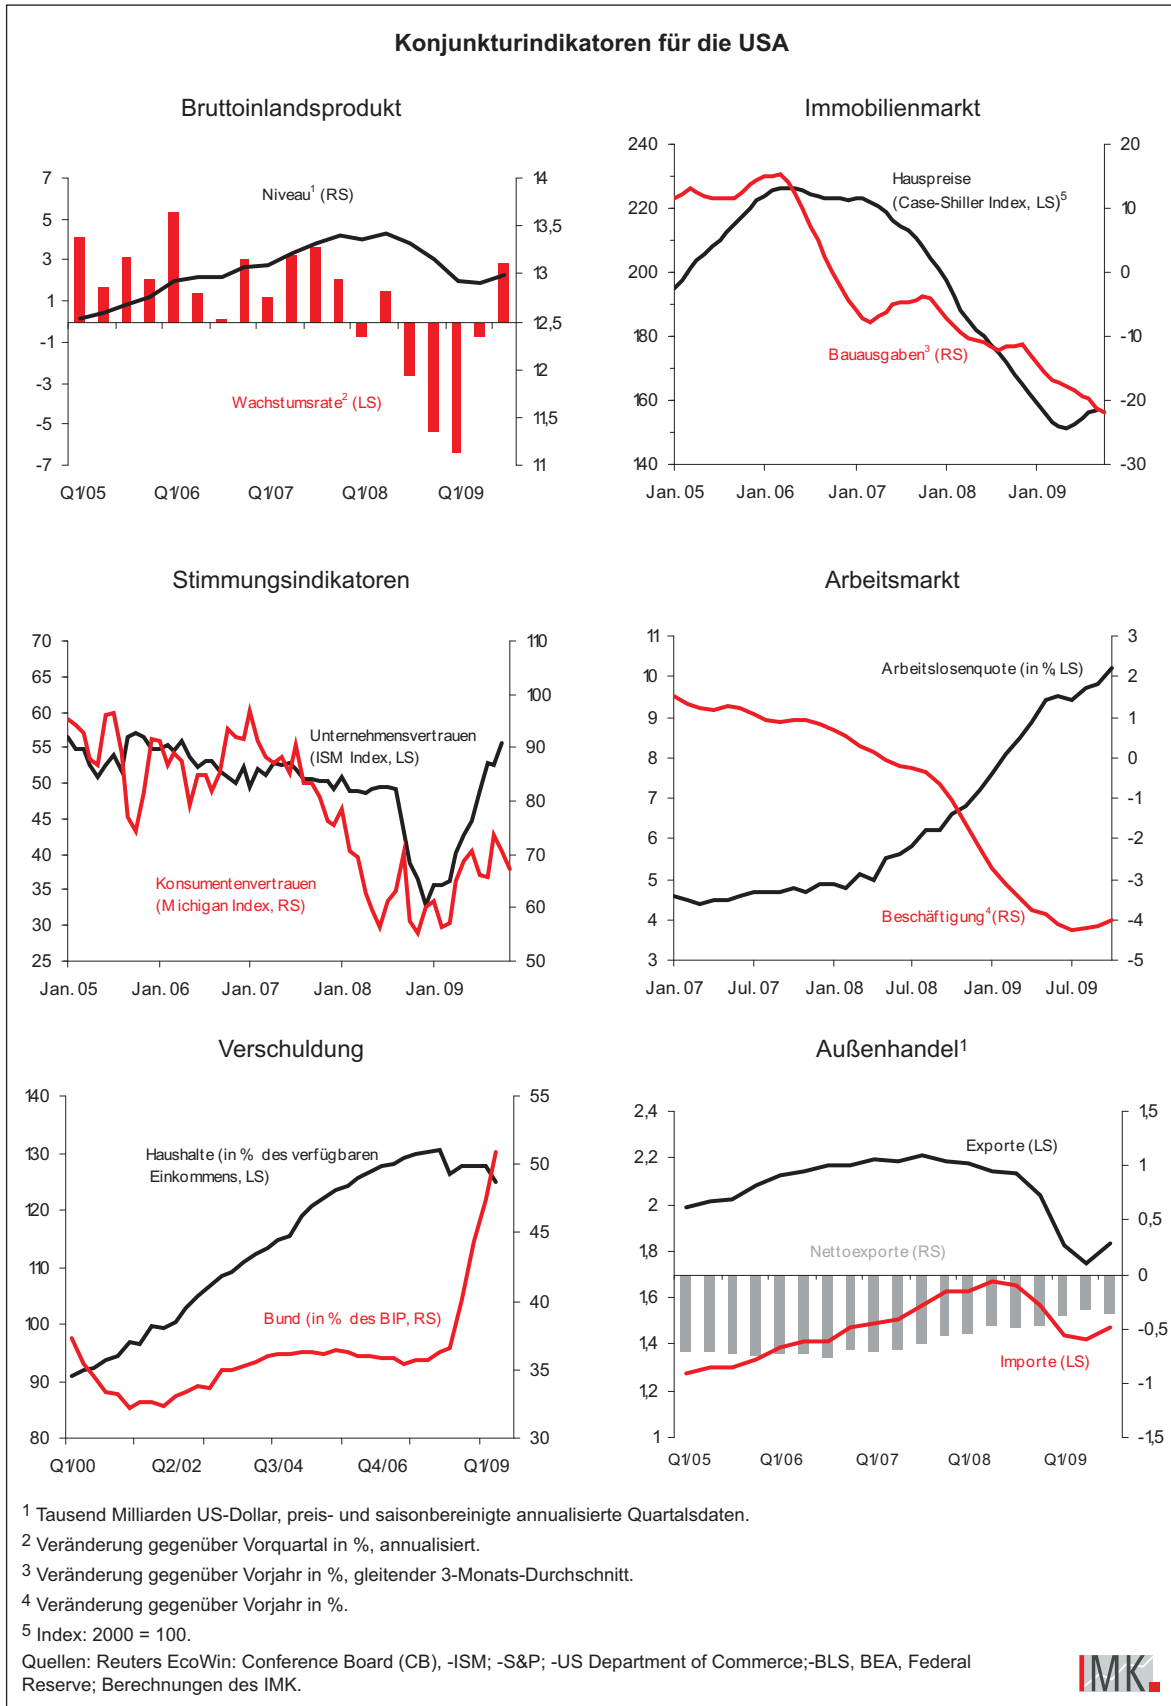 Konjunkturindikatoren für die USA
Bruttoinlandsprodukt
7
5
3
1
-1
-3
-5
-7
14
13,5
13
12,5
12
11,5
11
Niveau¹ (RS)
Wachstumsrate² (LS)
Q1/05 Q1/06 Q1/07 Q1/08 Q1/09
Immobilienmarkt
240
220
200
180
160
140
20
10
0
-10
-20
-30
Hauspreise
(Case-Shiller Index, LS)⁵
Bauausgaben³ (RS)
Jan. 05 Jan. 06 Jan. 07 Jan. 08 Jan. 09
Stimmungsindikatoren
70
65
60
55
50
45
40
35
30
25
110
100
90
80
70
60
50
Unternehmensvertrauen
(ISM Index, LS)
Konsumentenvertrauen
(Michigan Index, RS)
Jan. 05 Jan. 06 Jan. 07 Jan. 08 Jan. 09
Arbeitsmarkt
11
10
9
8
7
6
5
4
3
3
2
1
0
-1
-2
-3
-4
-5
Arbeitslosenquote (in %, LS)
Beschäftigung⁴ (RS)
Jan. 07 Jul. 07 Jan. 08 Jul. 08 Jan. 09 Jul. 09
Verschuldung
140
130
120
110
100
90
80
55
50
45
40
35
30
Haushalte (in % des verfügbaren
Einkommens, LS)
Bund (in % des BIP, RS)
Q1/00 Q2/02 Q3/04 Q4/06 Q1/09
Außenhandel¹
2,4
2,2
2
1,8
1,6
1,4
1,2
1
1,5
1
0,5
0
-0,5
-1
-1,5
Exporte (LS)
Nettoexporte (RS)
Importe (LS)
Q1/05 Q1/06 Q1/07 Q1/08 Q1/09
¹ Tausend Milliarden US-Dollar, preis- und saisonbereinigte annualisierte Quartalsdaten.
² Veränderung gegenüber Vorquartal in %, annualisiert.
³ Veränderung gegenüber Vorjahr in %, gleitender 3-Monats-Durchschnitt.
⁴ Veränderung gegenüber Vorjahr in %.
⁵ Index: 2000 = 100.
Quellen: Reuters EcoWin: Conference Board (CB), -ISM; -S&P; -US Department of Commerce;-BLS, BEA, Federal
Reserve; Berechnungen des IMK.
IMK